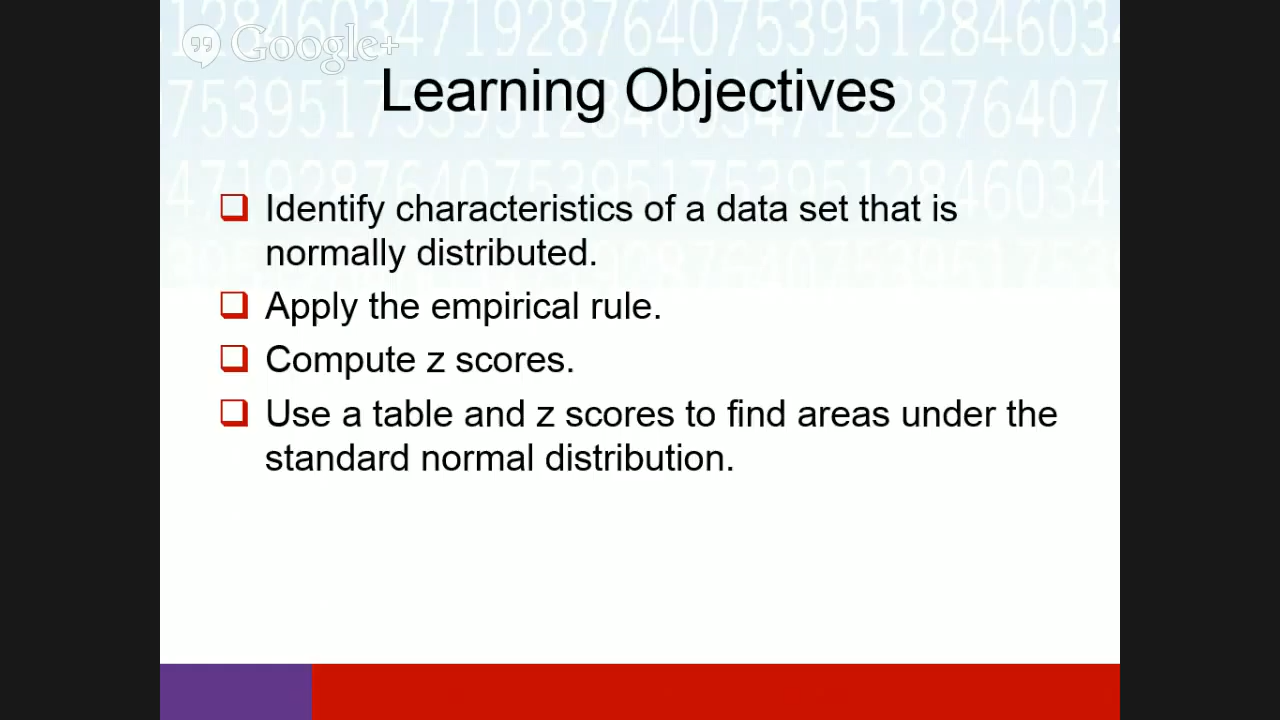 Google+
Learning Objectives
Identify characteristics of a data set that is
normally distributed.
Apply the empirical rule.
Compute z scores.
Use a table and z scores to find areas under the
standard normal distribution.